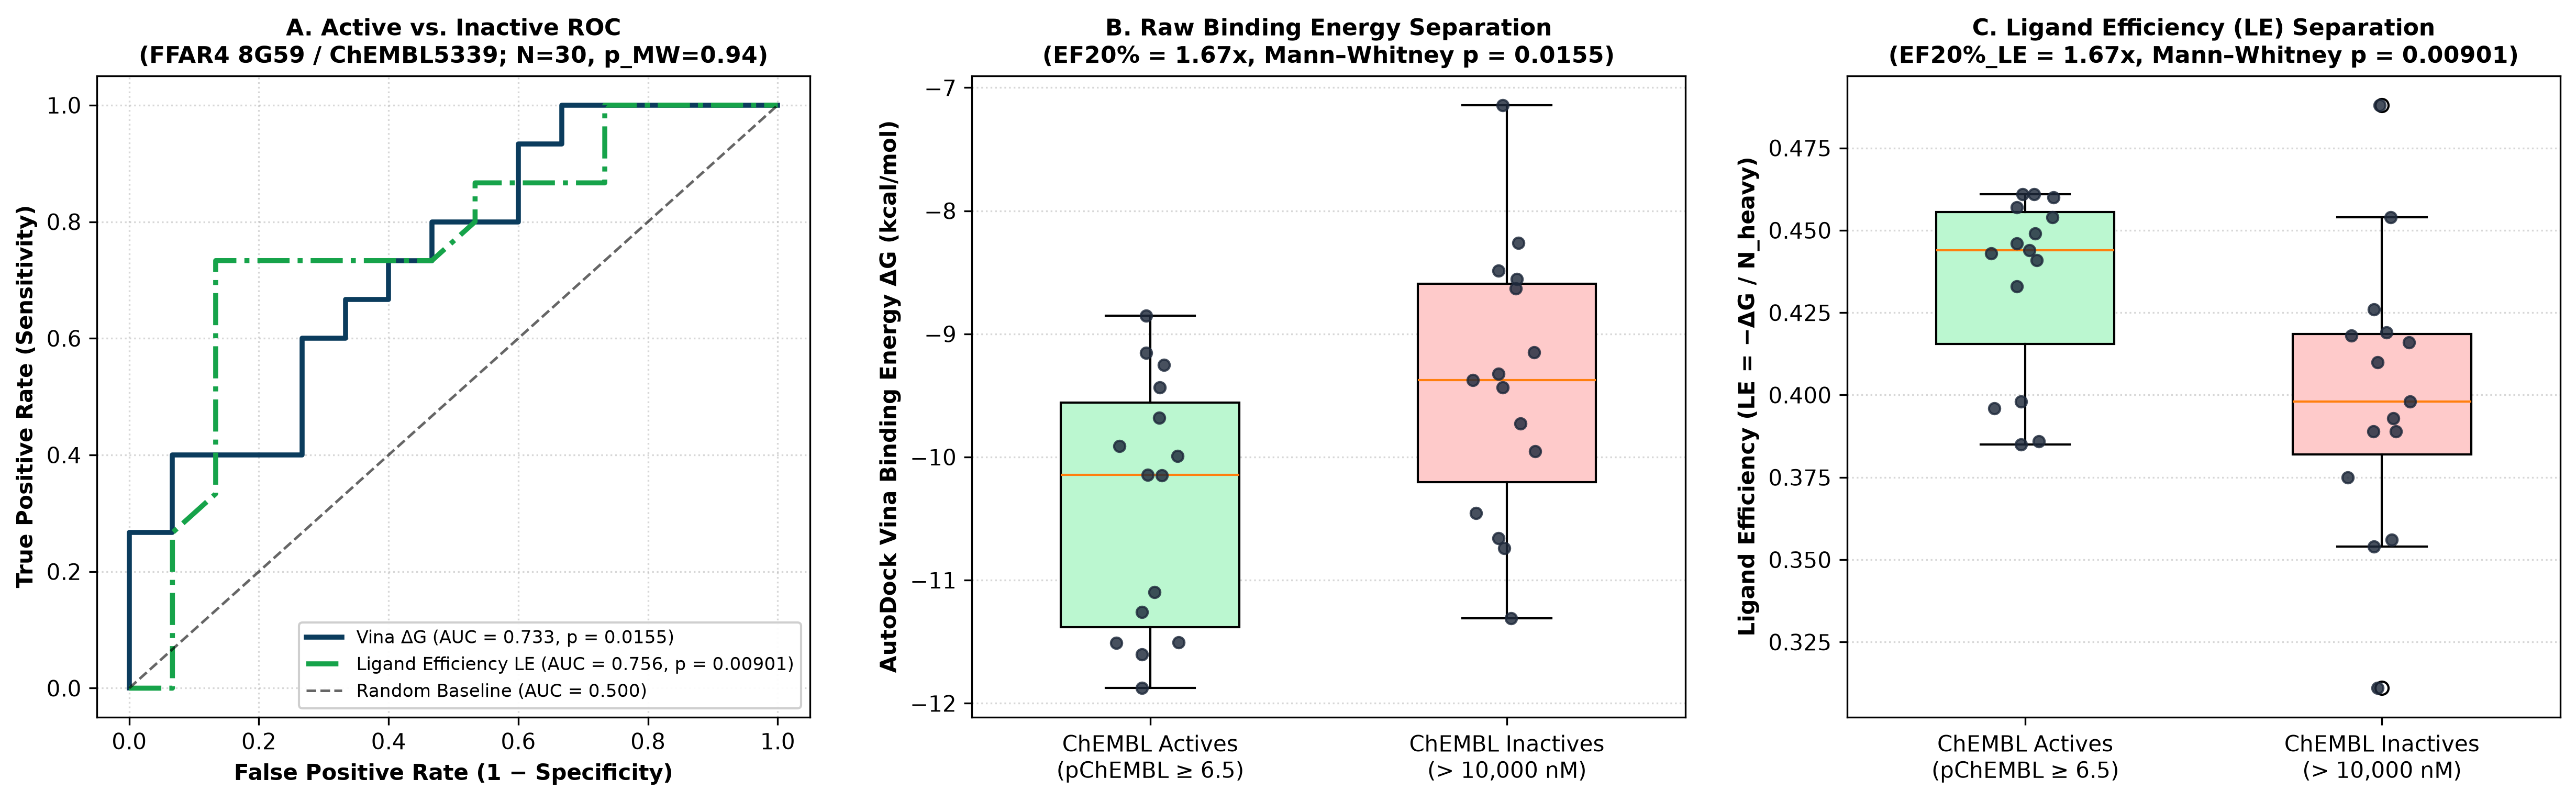 A. Active vs. Inactive ROC
(FFAR4 8G59 / ChEMBL5339; N=30, p_MW=0.94)
True Positive Rate (Sensitivity)
1.0
0.8
0.6
0.4
0.2
0.0
Vina ΔG (AUC = 0.733, p = 0.0155)
Ligand Efficiency LE (AUC = 0.756, p = 0.00901)
Random Baseline (AUC = 0.500)
0.0 0.2 0.4 0.6 0.8 1.0
False Positive Rate (1 − Specificity)
B. Raw Binding Energy Separation
(EF20% = 1.67x, Mann–Whitney p = 0.0155)
AutoDock Vina Binding Energy ΔG (kcal/mol)
−7
−8
−9
−10
−11
−12
ChEMBL Actives
(pChEMBL ≥ 6.5)
ChEMBL Inactives
(> 10,000 nM)
C. Ligand Efficiency (LE) Separation
(EF20%_LE = 1.67x, Mann–Whitney p = 0.00901)
Ligand Efficiency (LE = −ΔG / N_heavy)
0.475
0.450
0.425
0.400
0.375
0.350
0.325
ChEMBL Actives
(pChEMBL ≥ 6.5)
ChEMBL Inactives
(> 10,000 nM)